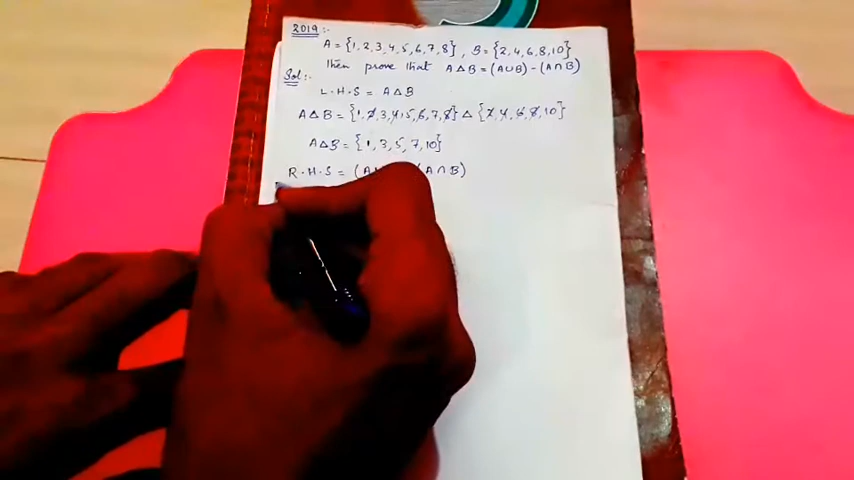 2019:-
A = {1,2,3,4,5,6,7,8}, B = {2,4,6,8,10}
then prove that A∆B = (A∪B) - (A∩B)
Sol:-
L.H.S = A∆B
A∆B = {1,2,3,4,5,6,7,8} ∆ {2,4,6,8,10}
A∆B = {1,3,5,7,10}
R.H.S = (A (A∩B)